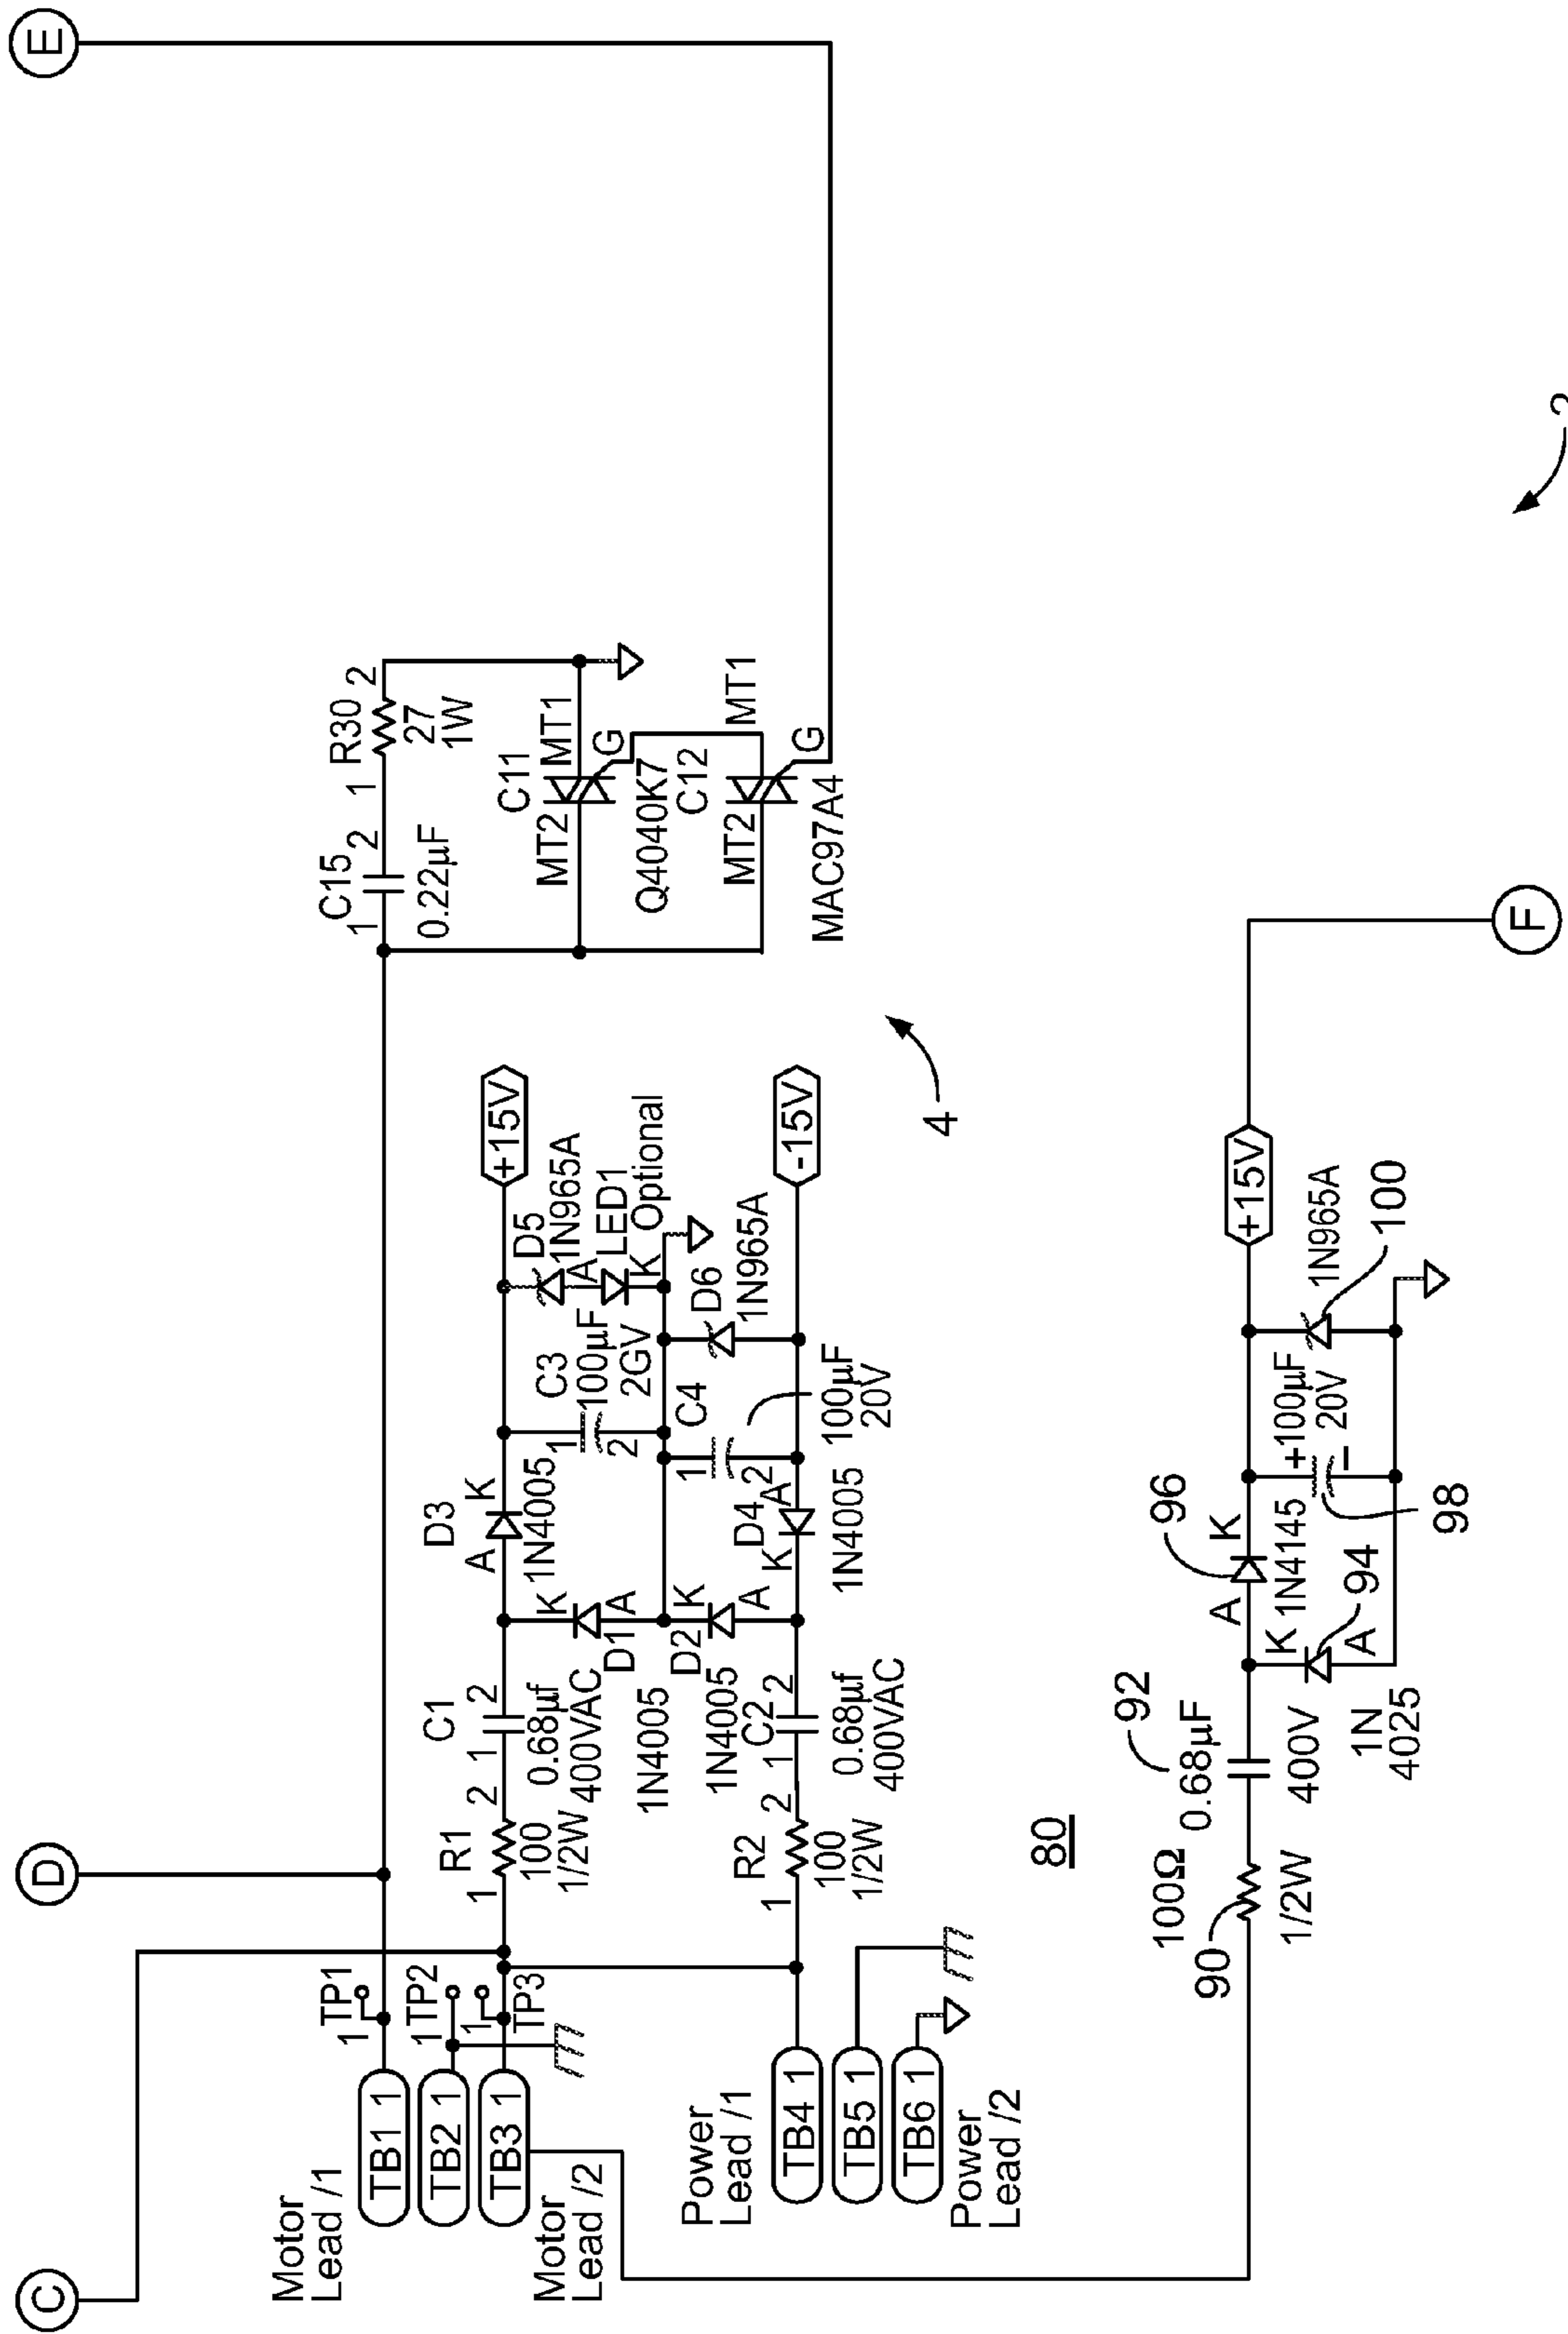 C
D
E
Motor
Lead /1
TB1 1
TB2 1
TB3 1
Motor
Lead /2
1 TP1
1 TP2
1
TP3
C15
1 2
0.22µF
R30
1 2
27
1W
C11
MT2 MT1
G
Q4040K7
C12
MT2 MT1
G
MAC97A4
R1
1 2
100
1/2W
C1
1 2
0.68µf
400VAC
D3
A K
1N4005
K
D1 A
1N4005
D2 K
A
1N4005
C3
1
100µF
2GV
2
D5
1N965A
A
LED1
K
Optional
+15V
C4
1
2
100µF
20V
D6
1N965A
D4
K A
1N4005
-15V
4
Power
Lead /1
TB4 1
TB5 1
TB6 1
Power
Lead /2
R2
1 2
100
1/2W
C2
1 2
0.68µf
400VAC
80
100Ω
90
1/2W
92
0.68µF
400V
96
A K
1N4145
K
A
94
1N
4025
+
100µF
20V
−
98
1N965A
100
+15V
F
2